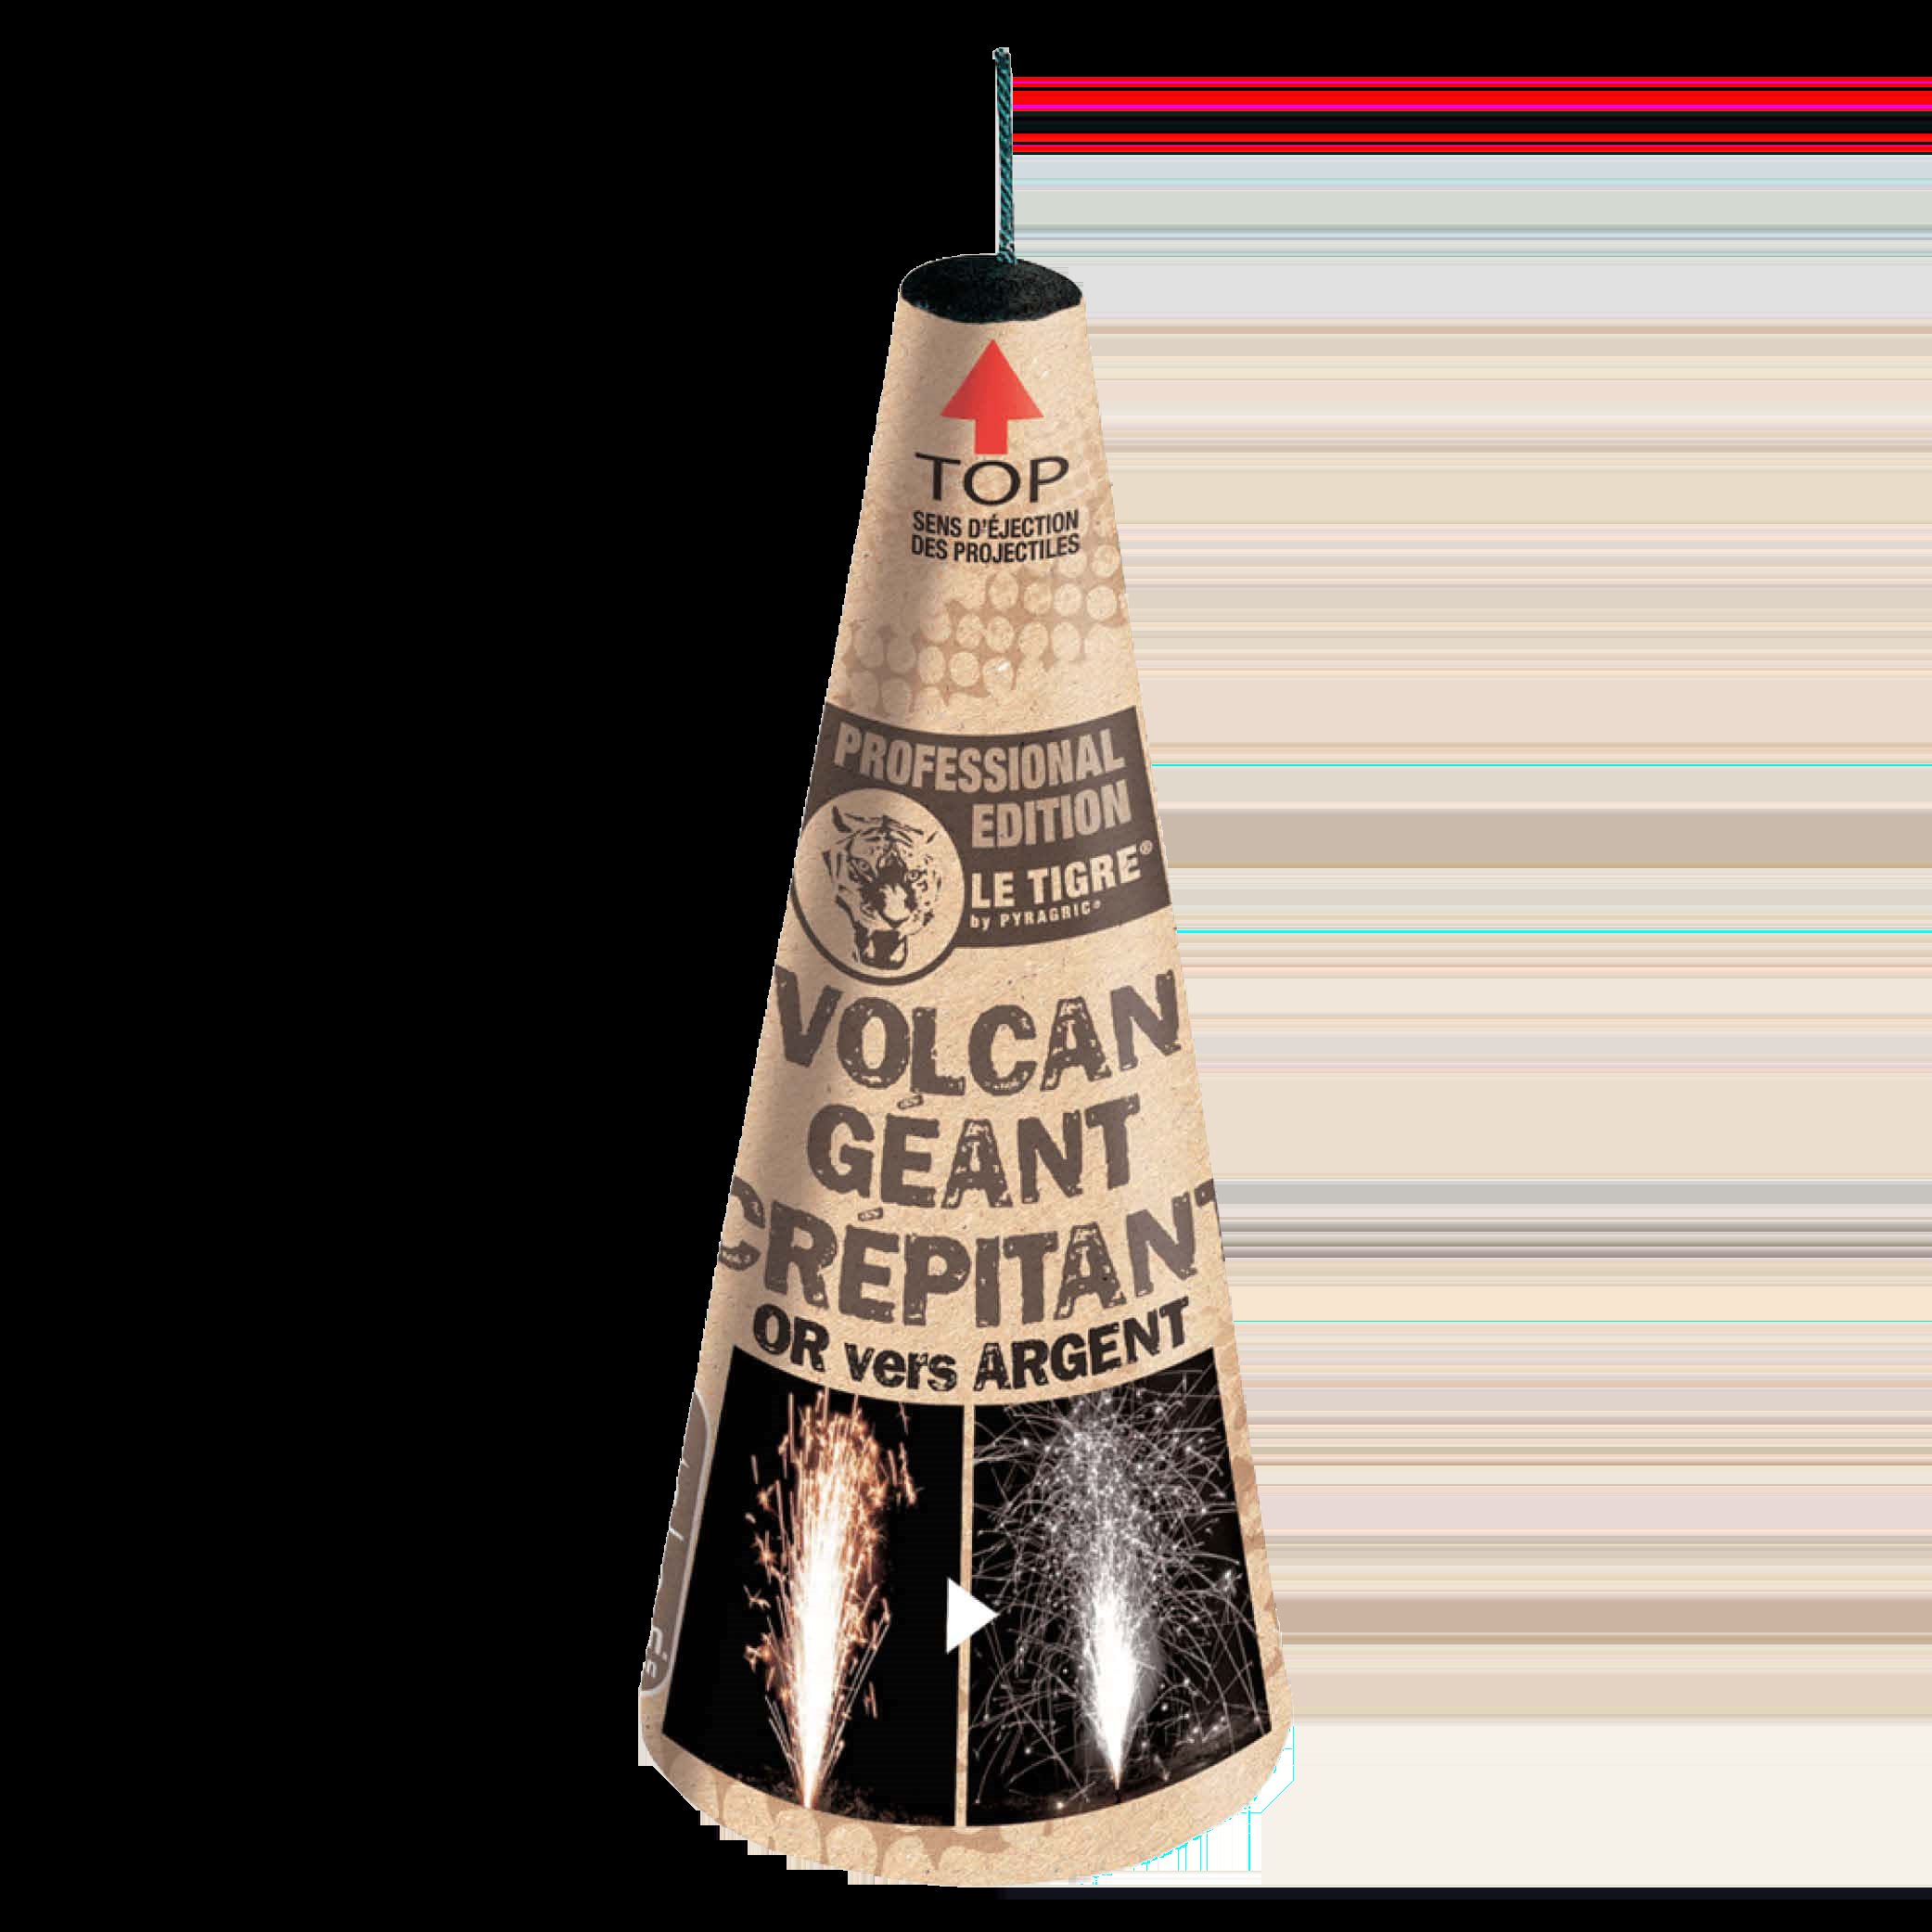 TOP
SENS D'ÉJECTION
DES PROJECTILES
PROFESSIONAL
EDITION
LE TIGRE®
by PYRAGRIC®
VOLCAN
GÉANT
CRÉPITANT
OR vers ARGENT